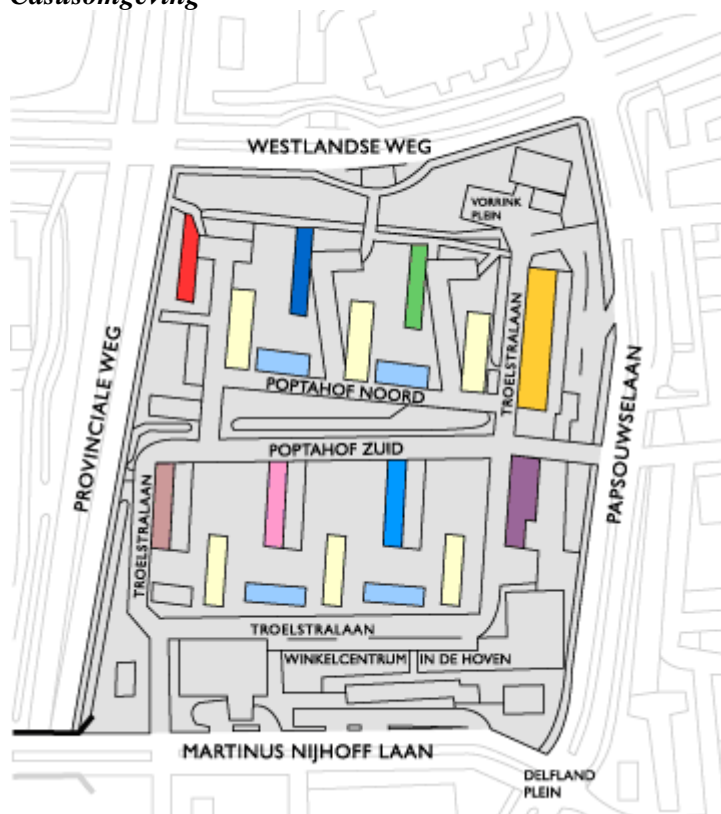 Casusomgeving
WESTLANDSE WEG
VORRINK
PLEIN
TROELSTRALAAN
PROVINCIALE WEG
POPTAHOF NOORD
PAPSOUWSELAAN
POPTAHOF ZUID
TROELSTRALAAN
TROELSTRALAAN
WINKELCENTRUM IN DE HOVEN
MARTINUS NIJHOFF LAAN
DELFLAND
PLEIN